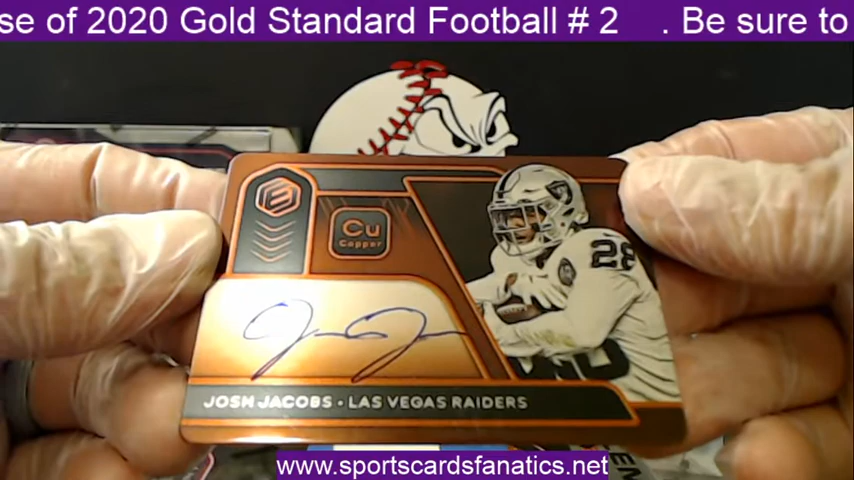 se of 2020 Gold Standard Football # 2 . Be sure to
Cu
Copper
28
JOSH JACOBS • LAS VEGAS RAIDERS
www.sportscardsfanatics.net